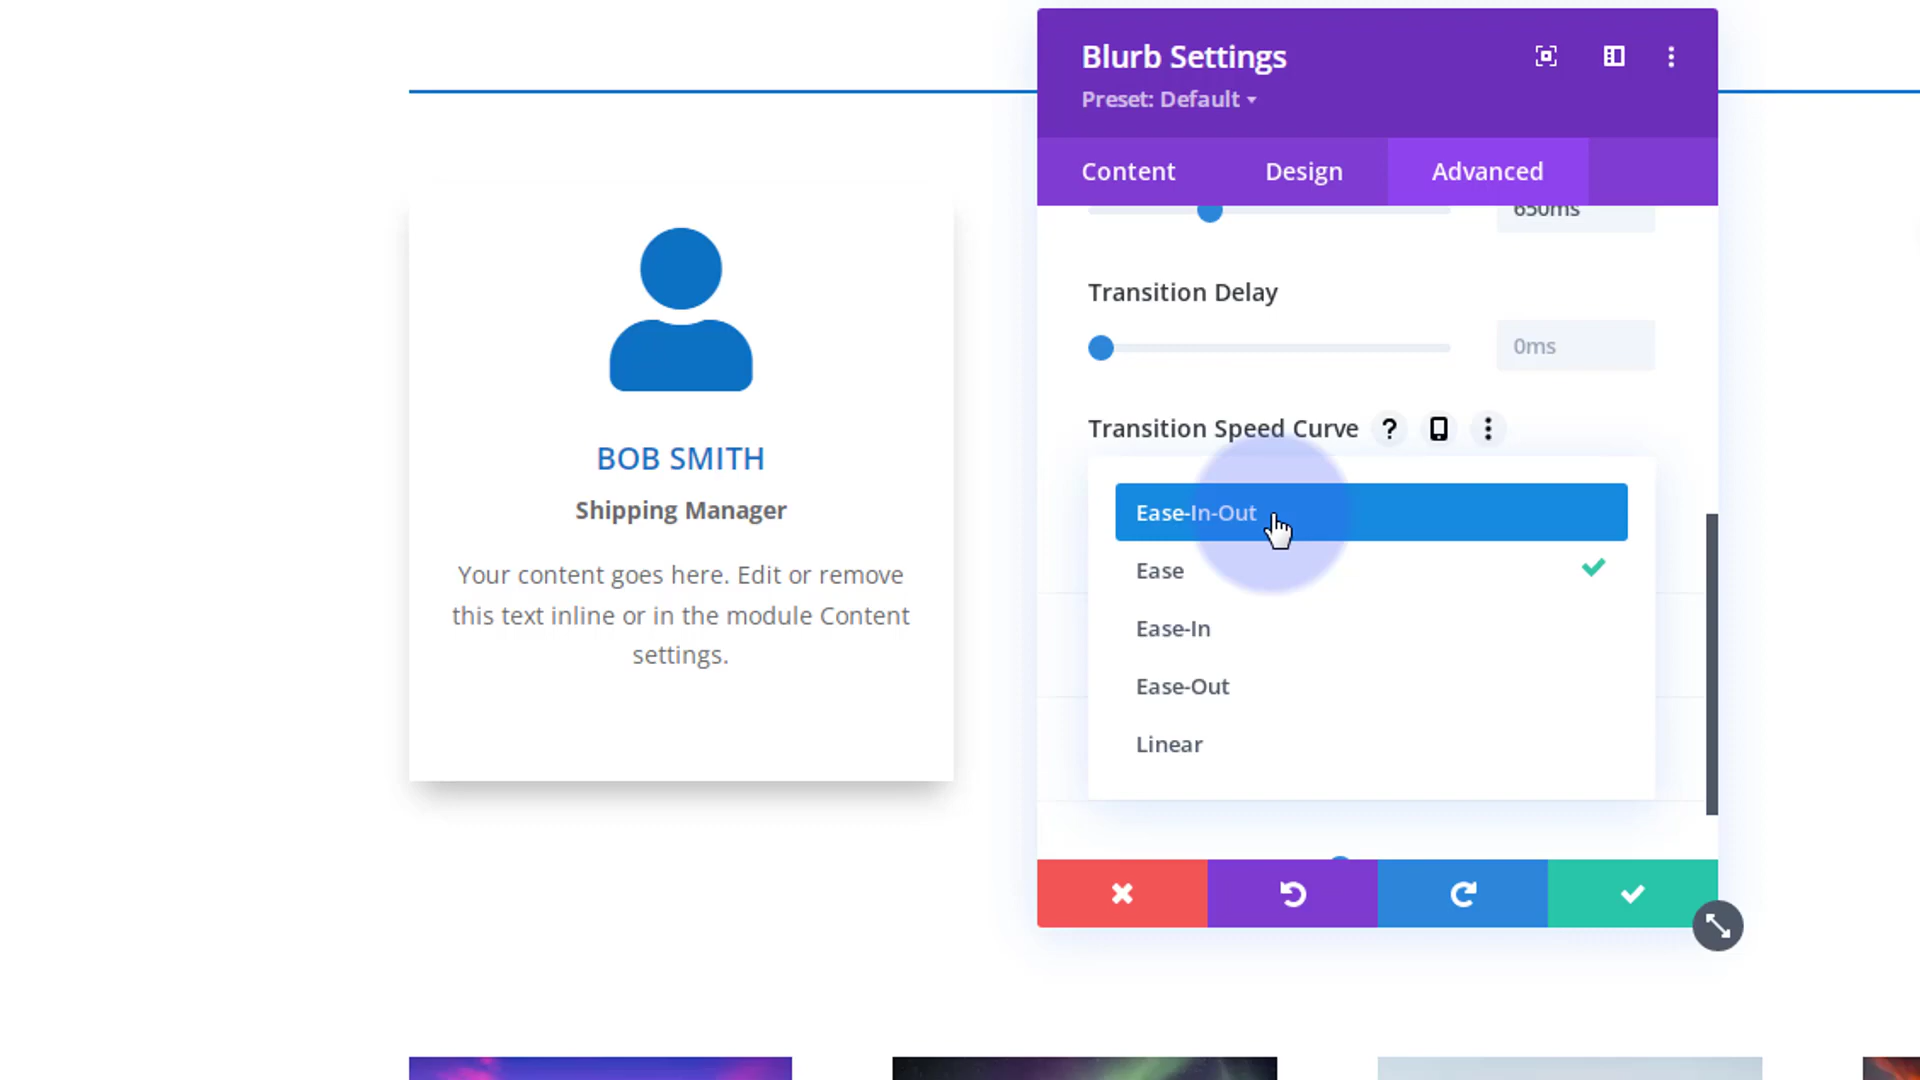 Blurb Settings
Preset: Default
Content
Design
Advanced
650ms
Transition Delay
0ms
Transition Speed Curve
?
Ease-In-Out
Ease
Ease-In
Ease-Out
Linear
BOB SMITH
Shipping Manager
Your content goes here. Edit or remove
this text inline or in the module Content
settings.